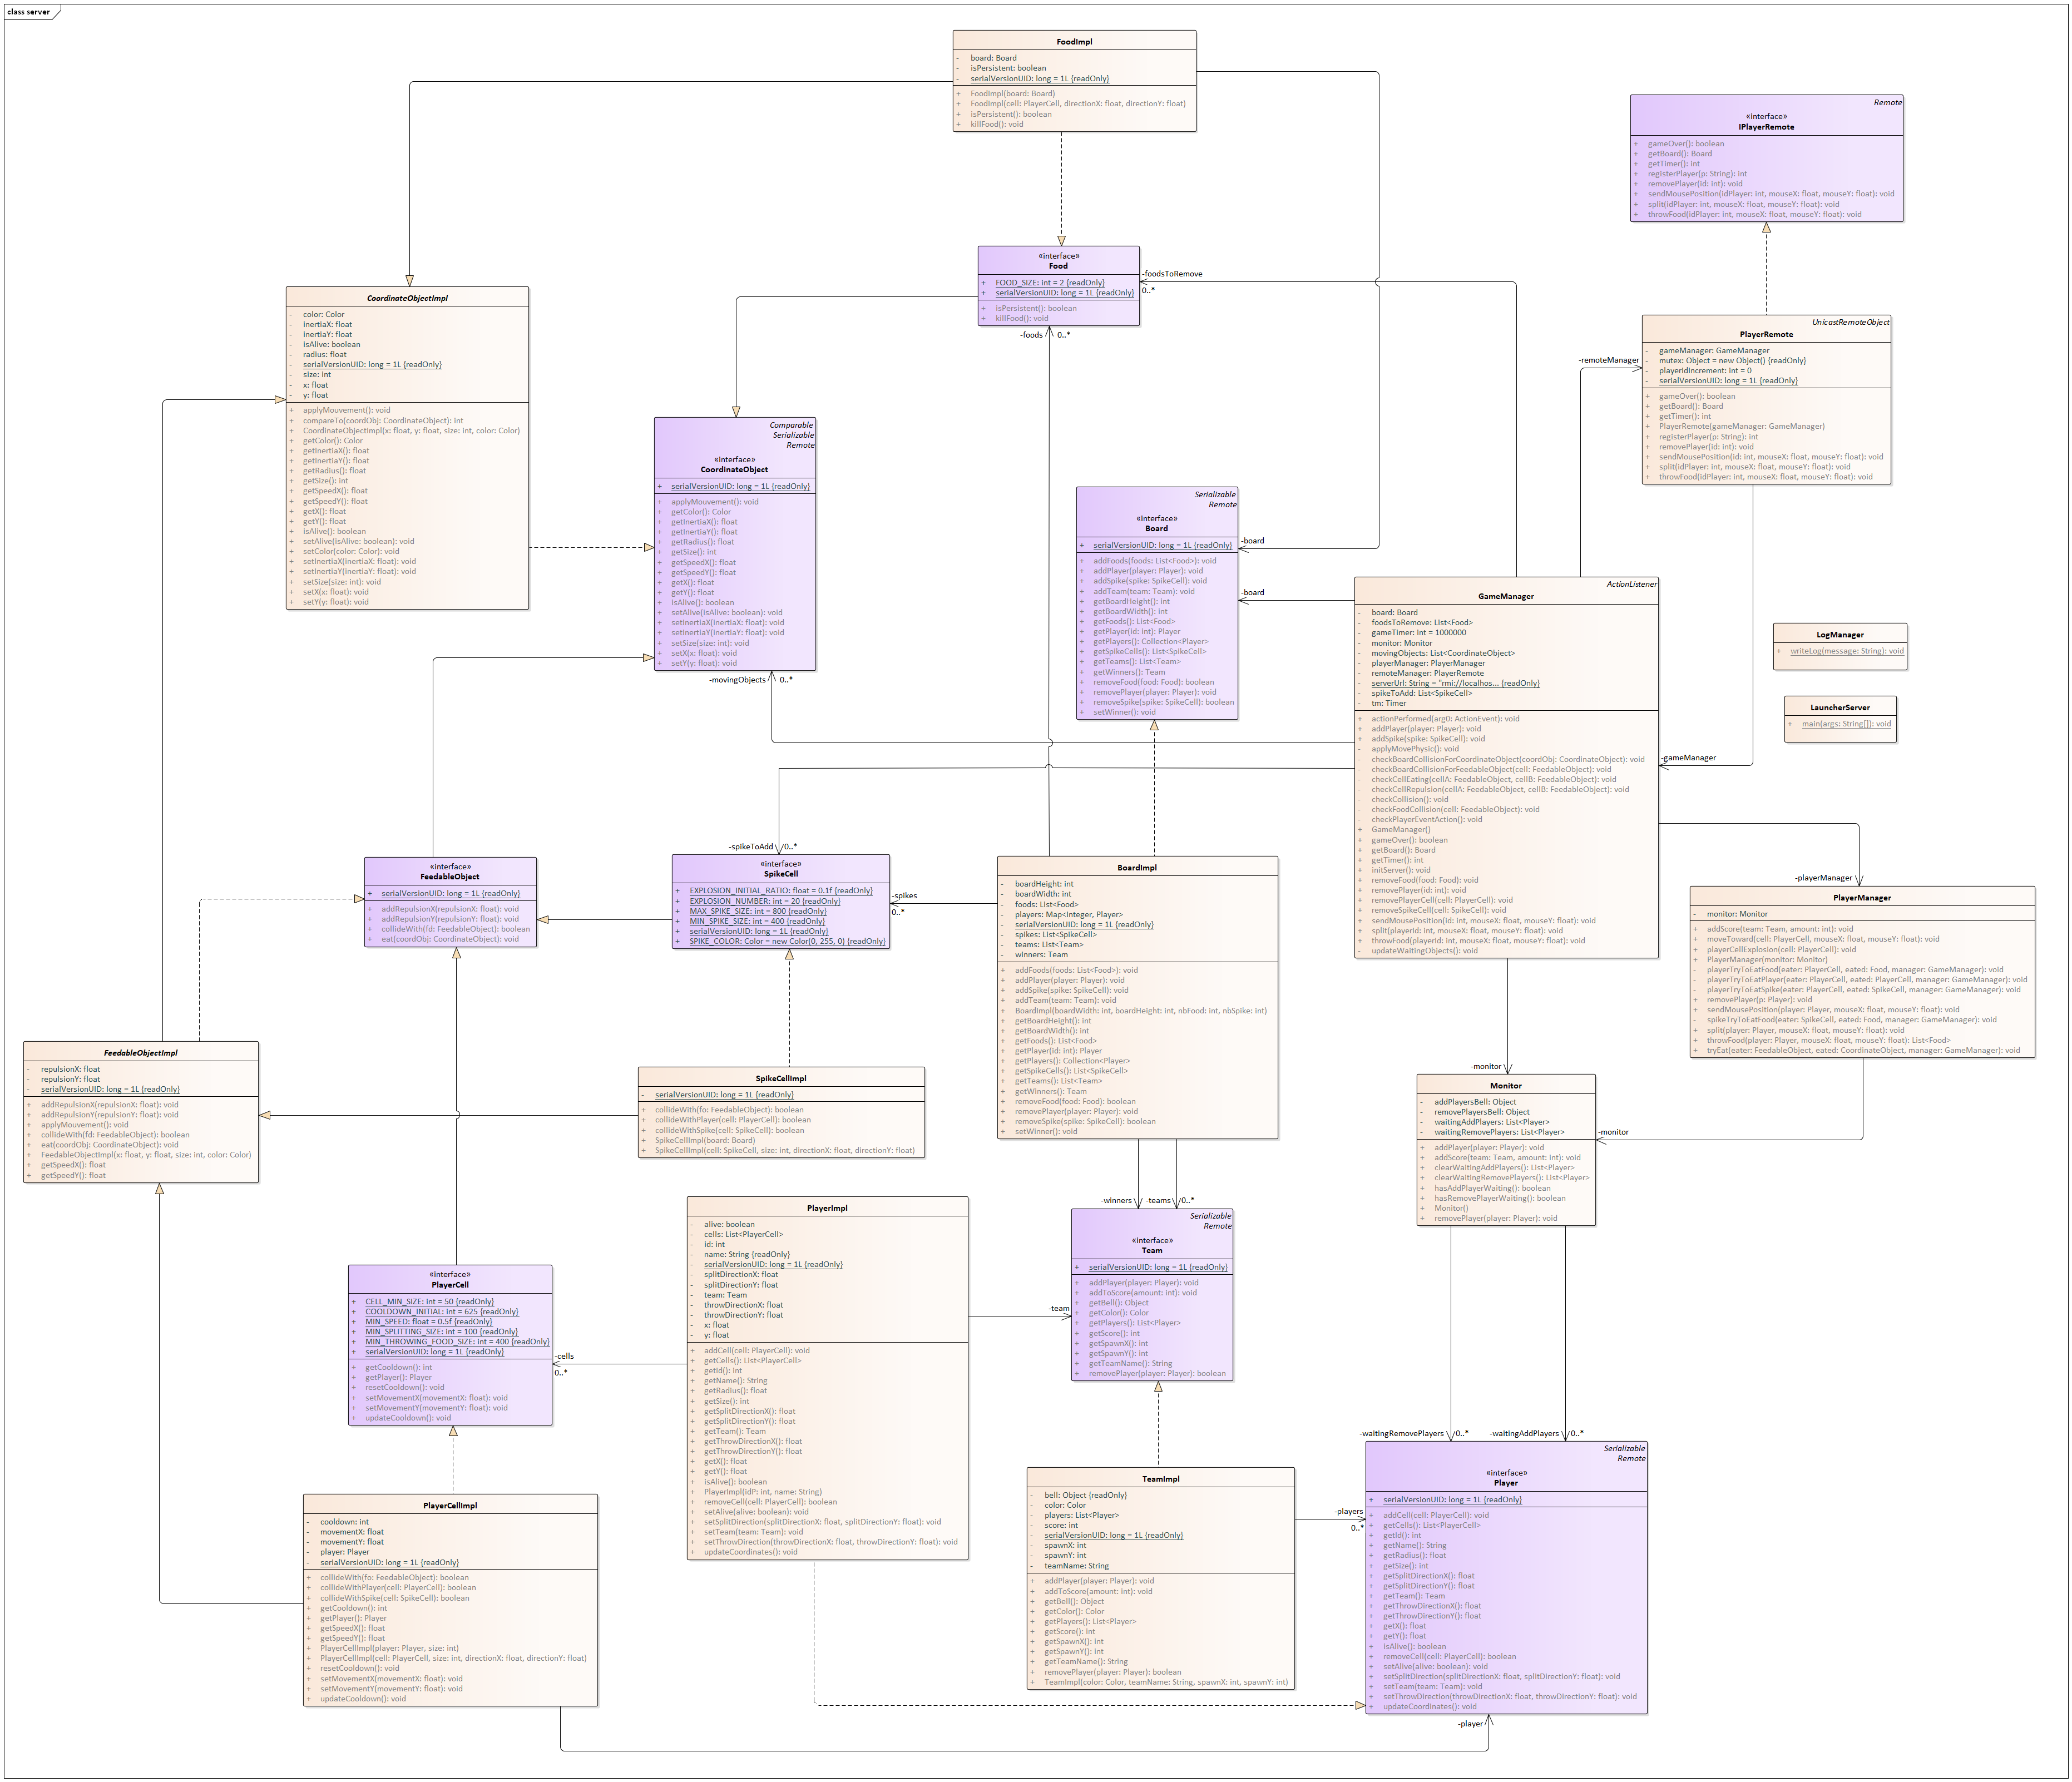 class server
FoodImpl
- board: Board
- isPersistent: boolean
- serialVersionUID: long = 1L {readOnly}
+ FoodImpl(board: Board)
+ FoodImpl(cell: PlayerCell, directionX: float, directionY: float)
+ isPersistent(): boolean
+ killFood(): void
Remote
«interface»
IPlayerRemote
+ gameOver(): boolean
+ getBoard(): Board
+ getTimer(): int
+ registerPlayer(p: String): int
+ removePlayer(id: int): void
+ sendMousePosition(idPlayer: int, mouseX: float, mouseY: float): void
+ split(idPlayer: int, mouseX: float, mouseY: float): void
+ throwFood(idPlayer: int, mouseX: float, mouseY: float): void
«interface»
Food
+ FOOD_SIZE: int = 2 {readOnly}
+ serialVersionUID: long = 1L {readOnly}
+ isPersistent(): boolean
+ killFood(): void
-foodsToRemove
0..*
-foods
0..*
CoordinateObjectImpl
- color: Color
- inertiaX: float
- inertiaY: float
- isAlive: boolean
- radius: float
- serialVersionUID: long = 1L {readOnly}
- size: int
- x: float
- y: float
+ applyMouvement(): void
+ compareTo(coordObj: CoordinateObject): int
+ CoordinateObjectImpl(x: float, y: float, size: int, color: Color)
+ getColor(): Color
+ getInertiaX(): float
+ getInertiaY(): float
+ getRadius(): float
+ getSize(): int
+ getSpeedX(): float
+ getSpeedY(): float
+ getX(): float
+ getY(): float
+ isAlive(): boolean
+ setAlive(isAlive: boolean): void
+ setColor(color: Color): void
+ setInertiaX(inertiaX: float): void
+ setInertiaY(inertiaY: float): void
+ setSize(size: int): void
+ setX(x: float): void
+ setY(y: float): void
UnicastRemoteObject
PlayerRemote
- gameManager: GameManager
- mutex: Object = new Object() {readOnly}
- playerIdIncrement: int = 0
- serialVersionUID: long = 1L {readOnly}
+ gameOver(): boolean
+ getBoard(): Board
+ getTimer(): int
+ PlayerRemote(gameManager: GameManager)
+ registerPlayer(p: String): int
+ removePlayer(id: int): void
+ sendMousePosition(id: int, mouseX: float, mouseY: float): void
+ split(idPlayer: int, mouseX: float, mouseY: float): void
+ throwFood(idPlayer: int, mouseX: float, mouseY: float): void
-remoteManager
Comparable
Serializable
Remote
«interface»
CoordinateObject
+ serialVersionUID: long = 1L {readOnly}
+ applyMouvement(): void
+ getColor(): Color
+ getInertiaX(): float
+ getInertiaY(): float
+ getRadius(): float
+ getSize(): int
+ getSpeedX(): float
+ getSpeedY(): float
+ getX(): float
+ getY(): float
+ isAlive(): boolean
+ setAlive(isAlive: boolean): void
+ setInertiaX(inertiaX: float): void
+ setInertiaY(inertiaY: float): void
+ setSize(size: int): void
+ setX(x: float): void
+ setY(y: float): void
-movingObjects
0..*
Serializable
Remote
«interface»
Board
+ serialVersionUID: long = 1L {readOnly}
+ addFoods(foods: List<Food>): void
+ addPlayer(player: Player): void
+ addSpike(spike: SpikeCell): void
+ addTeam(team: Team): void
+ getBoardHeight(): int
+ getBoardWidth(): int
+ getFoods(): List<Food>
+ getPlayer(id: int): Player
+ getPlayers(): Collection<Player>
+ getSpikeCells(): List<SpikeCell>
+ getTeams(): List<Team>
+ getWinners(): Team
+ removeFood(food: Food): boolean
+ removePlayer(player: Player): void
+ removeSpike(spike: SpikeCell): boolean
+ setWinner(): void
-board
-board
ActionListener
GameManager
- board: Board
- foodsToRemove: List<Food>
- gameTimer: int = 1000000
- monitor: Monitor
- movingObjects: List<CoordinateObject>
- playerManager: PlayerManager
- remoteManager: PlayerRemote
- serverUrl: String = "rmi://localhos... {readOnly}
- spikeToAdd: List<SpikeCell>
- tm: Timer
+ actionPerformed(arg0: ActionEvent): void
+ addPlayer(player: Player): void
+ addSpike(spike: SpikeCell): void
- applyMovePhysic(): void
- checkBoardCollisionForCoordinateObject(coordObj: CoordinateObject): void
- checkBoardCollisionForFeedableObject(cell: FeedableObject): void
- checkCellEating(cellA: FeedableObject, cellB: FeedableObject): void
- checkCellRepulsion(cellA: FeedableObject, cellB: FeedableObject): void
- checkCollision(): void
- checkFoodCollision(cell: FeedableObject): void
- checkPlayerEventAction(): void
+ GameManager()
+ gameOver(): boolean
+ getBoard(): Board
+ getTimer(): int
+ initServer(): void
+ removeFood(food: Food): void
+ removePlayer(id: int): void
+ removePlayerCell(cell: PlayerCell): void
+ removeSpikeCell(cell: SpikeCell): void
+ sendMousePosition(id: int, mouseX: float, mouseY: float): void
+ split(playerId: int, mouseX: float, mouseY: float): void
+ throwFood(playerId: int, mouseX: float, mouseY: float): void
- updateWaitingObjects(): void
-gameManager
LogManager
+ writeLog(message: String): void
LauncherServer
+ main(args: String[]): void
-spikeToAdd
0..*
«interface»
FeedableObject
+ serialVersionUID: long = 1L {readOnly}
+ addRepulsionX(repulsionX: float): void
+ addRepulsionY(repulsionY: float): void
+ collideWith(fd: FeedableObject): boolean
+ eat(coordObj: CoordinateObject): void
«interface»
SpikeCell
+ EXPLOSION_INITIAL_RATIO: float = 0.1f {readOnly}
+ EXPLOSION_NUMBER: int = 20 {readOnly}
+ MAX_SPIKE_SIZE: int = 800 {readOnly}
+ MIN_SPIKE_SIZE: int = 400 {readOnly}
+ serialVersionUID: long = 1L {readOnly}
+ SPIKE_COLOR: Color = new Color(0, 255, 0) {readOnly}
-spikes
0..*
BoardImpl
- boardHeight: int
- boardWidth: int
- foods: List<Food>
- players: Map<Integer, Player>
- serialVersionUID: long = 1L {readOnly}
- spikes: List<SpikeCell>
- teams: List<Team>
- winners: Team
+ addFoods(foods: List<Food>): void
+ addPlayer(player: Player): void
+ addSpike(spike: SpikeCell): void
+ addTeam(team: Team): void
+ BoardImpl(boardWidth: int, boardHeight: int, nbFood: int, nbSpike: int)
+ getBoardHeight(): int
+ getBoardWidth(): int
+ getFoods(): List<Food>
+ getPlayer(id: int): Player
+ getPlayers(): Collection<Player>
+ getSpikeCells(): List<SpikeCell>
+ getTeams(): List<Team>
+ getWinners(): Team
+ removeFood(food: Food): boolean
+ removePlayer(player: Player): void
+ removeSpike(spike: SpikeCell): boolean
+ setWinner(): void
-playerManager
PlayerManager
- monitor: Monitor
+ addScore(team: Team, amount: int): void
+ moveToward(cell: PlayerCell, mouseX: float, mouseY: float): void
+ playerCellExplosion(cell: PlayerCell): void
+ PlayerManager(monitor: Monitor)
- playerTryToEatFood(eater: PlayerCell, eated: Food, manager: GameManager): void
- playerTryToEatPlayer(eater: PlayerCell, eated: PlayerCell, manager: GameManager): void
- playerTryToEatSpike(eater: PlayerCell, eated: SpikeCell, manager: GameManager): void
+ removePlayer(p: Player): void
+ sendMousePosition(player: Player, mouseX: float, mouseY: float): void
- spikeTryToEatFood(eater: SpikeCell, eated: Food, manager: GameManager): void
+ split(player: Player, mouseX: float, mouseY: float): void
+ throwFood(player: Player, mouseX: float, mouseY: float): List<Food>
+ tryEat(eater: FeedableObject, eated: CoordinateObject, manager: GameManager): void
FeedableObjectImpl
- repulsionX: float
- repulsionY: float
- serialVersionUID: long = 1L {readOnly}
+ addRepulsionX(repulsionX: float): void
+ addRepulsionY(repulsionY: float): void
+ applyMouvement(): void
+ collideWith(fd: FeedableObject): boolean
+ eat(coordObj: CoordinateObject): void
+ FeedableObjectImpl(x: float, y: float, size: int, color: Color)
+ getSpeedX(): float
+ getSpeedY(): float
SpikeCellImpl
- serialVersionUID: long = 1L {readOnly}
+ collideWith(fo: FeedableObject): boolean
+ collideWithPlayer(cell: PlayerCell): boolean
+ collideWithSpike(cell: SpikeCell): boolean
+ SpikeCellImpl(board: Board)
+ SpikeCellImpl(cell: SpikeCell, size: int, directionX: float, directionY: float)
-monitor
Monitor
- addPlayersBell: Object
- removePlayersBell: Object
- waitingAddPlayers: List<Player>
- waitingRemovePlayers: List<Player>
+ addPlayer(player: Player): void
+ addScore(team: Team, amount: int): void
+ clearWaitingAddPlayers(): List<Player>
+ clearWaitingRemovePlayers(): List<Player>
+ hasAddPlayerWaiting(): boolean
+ hasRemovePlayerWaiting(): boolean
+ Monitor()
+ removePlayer(player: Player): void
-monitor
-winners
-teams
0..*
PlayerImpl
- alive: boolean
- cells: List<PlayerCell>
- id: int
- name: String {readOnly}
- serialVersionUID: long = 1L {readOnly}
- splitDirectionX: float
- splitDirectionY: float
- team: Team
- throwDirectionX: float
- throwDirectionY: float
- x: float
- y: float
+ addCell(cell: PlayerCell): void
+ getCells(): List<PlayerCell>
+ getId(): int
+ getName(): String
+ getRadius(): float
+ getSize(): int
+ getSplitDirectionX(): float
+ getSplitDirectionY(): float
+ getTeam(): Team
+ getThrowDirectionX(): float
+ getThrowDirectionY(): float
+ getX(): float
+ getY(): float
+ isAlive(): boolean
+ PlayerImpl(idP: int, name: String)
+ removeCell(cell: PlayerCell): boolean
+ setAlive(alive: boolean): void
+ setSplitDirection(splitDirectionX: float, splitDirectionY: float): void
+ setTeam(team: Team): void
+ setThrowDirection(throwDirectionX: float, throwDirectionY: float): void
+ updateCoordinates(): void
-team
Serializable
Remote
«interface»
Team
+ serialVersionUID: long = 1L {readOnly}
+ addPlayer(player: Player): void
+ addToScore(amount: int): void
+ getBell(): Object
+ getColor(): Color
+ getPlayers(): List<Player>
+ getScore(): int
+ getSpawnX(): int
+ getSpawnY(): int
+ getTeamName(): String
+ removePlayer(player: Player): boolean
«interface»
PlayerCell
+ CELL_MIN_SIZE: int = 50 {readOnly}
+ COOLDOWN_INITIAL: int = 625 {readOnly}
+ MIN_SPEED: float = 0.5f {readOnly}
+ MIN_SPLITTING_SIZE: int = 100 {readOnly}
+ MIN_THROWING_FOOD_SIZE: int = 400 {readOnly}
+ serialVersionUID: long = 1L {readOnly}
+ getCooldown(): int
+ getPlayer(): Player
+ resetCooldown(): void
+ setMovementX(movementX: float): void
+ setMovementY(movementY: float): void
+ updateCooldown(): void
-cells
0..*
-waitingRemovePlayers
0..*
-waitingAddPlayers
0..*
Serializable
Remote
«interface»
Player
+ serialVersionUID: long = 1L {readOnly}
+ addCell(cell: PlayerCell): void
+ getCells(): List<PlayerCell>
+ getId(): int
+ getName(): String
+ getRadius(): float
+ getSize(): int
+ getSplitDirectionX(): float
+ getSplitDirectionY(): float
+ getTeam(): Team
+ getThrowDirectionX(): float
+ getThrowDirectionY(): float
+ getX(): float
+ getY(): float
+ isAlive(): boolean
+ removeCell(cell: PlayerCell): boolean
+ setAlive(alive: boolean): void
+ setSplitDirection(splitDirectionX: float, splitDirectionY: float): void
+ setTeam(team: Team): void
+ setThrowDirection(throwDirectionX: float, throwDirectionY: float): void
+ updateCoordinates(): void
TeamImpl
- bell: Object {readOnly}
- color: Color
- players: List<Player>
- score: int
- serialVersionUID: long = 1L {readOnly}
- spawnX: int
- spawnY: int
- teamName: String
+ addPlayer(player: Player): void
+ addToScore(amount: int): void
+ getBell(): Object
+ getColor(): Color
+ getPlayers(): List<Player>
+ getScore(): int
+ getSpawnX(): int
+ getSpawnY(): int
+ getTeamName(): String
+ removePlayer(player: Player): boolean
+ TeamImpl(color: Color, teamName: String, spawnX: int, spawnY: int)
-players
0..*
PlayerCellImpl
- cooldown: int
- movementX: float
- movementY: float
- player: Player
- serialVersionUID: long = 1L {readOnly}
+ collideWith(fo: FeedableObject): boolean
+ collideWithPlayer(cell: PlayerCell): boolean
+ collideWithSpike(cell: SpikeCell): boolean
+ getCooldown(): int
+ getPlayer(): Player
+ getSpeedX(): float
+ getSpeedY(): float
+ PlayerCellImpl(player: Player, size: int)
+ PlayerCellImpl(cell: PlayerCell, size: int, directionX: float, directionY: float)
+ resetCooldown(): void
+ setMovementX(movementX: float): void
+ setMovementY(movementY: float): void
+ updateCooldown(): void
-player